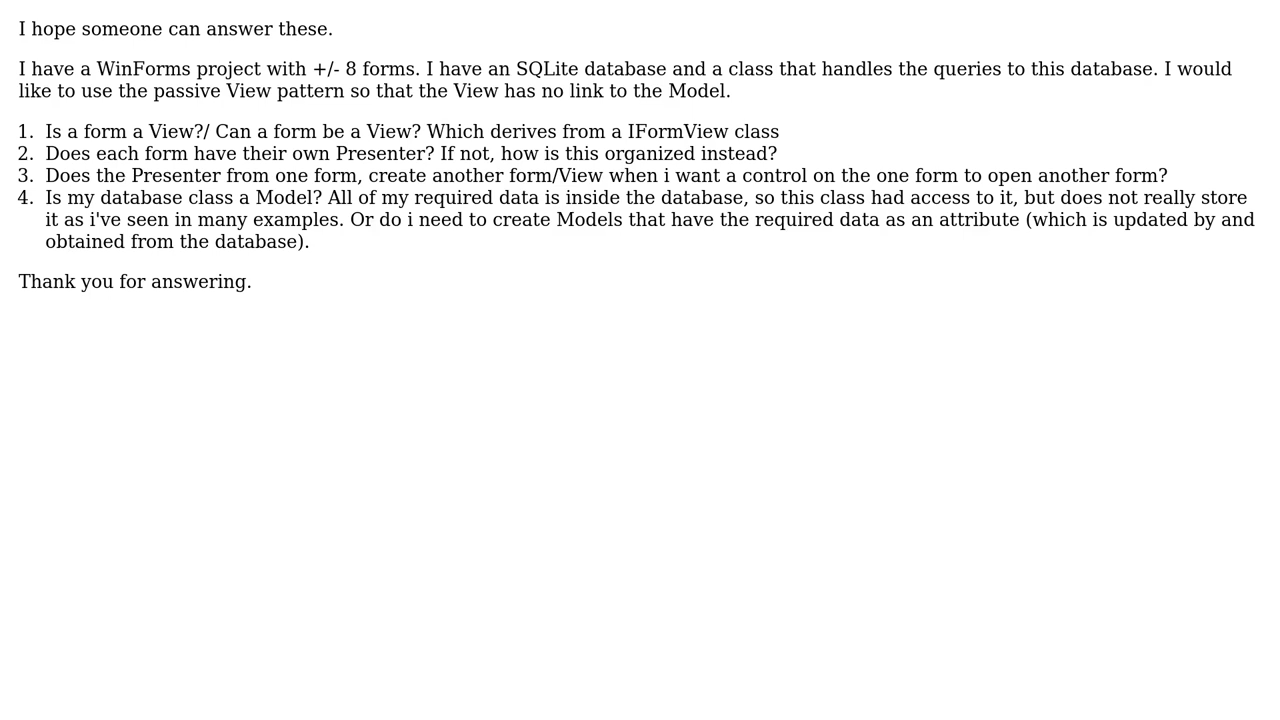 I hope someone can answer these.
I have a WinForms project with +/- 8 forms. I have an SQLite database and a class that handles the queries to this database. I would
like to use the passive View pattern so that the View has no link to the Model.
1. Is a form a View?/ Can a form be a View? Which derives from a IFormView class
2. Does each form have their own Presenter? If not, how is this organized instead?
3. Does the Presenter from one form, create another form/View when i want a control on the one form to open another form?
4. Is my database class a Model? All of my required data is inside the database, so this class had access to it, but does not really store
it as i've seen in many examples. Or do i need to create Models that have the required data as an attribute (which is updated by and
obtained from the database).
Thank you for answering.